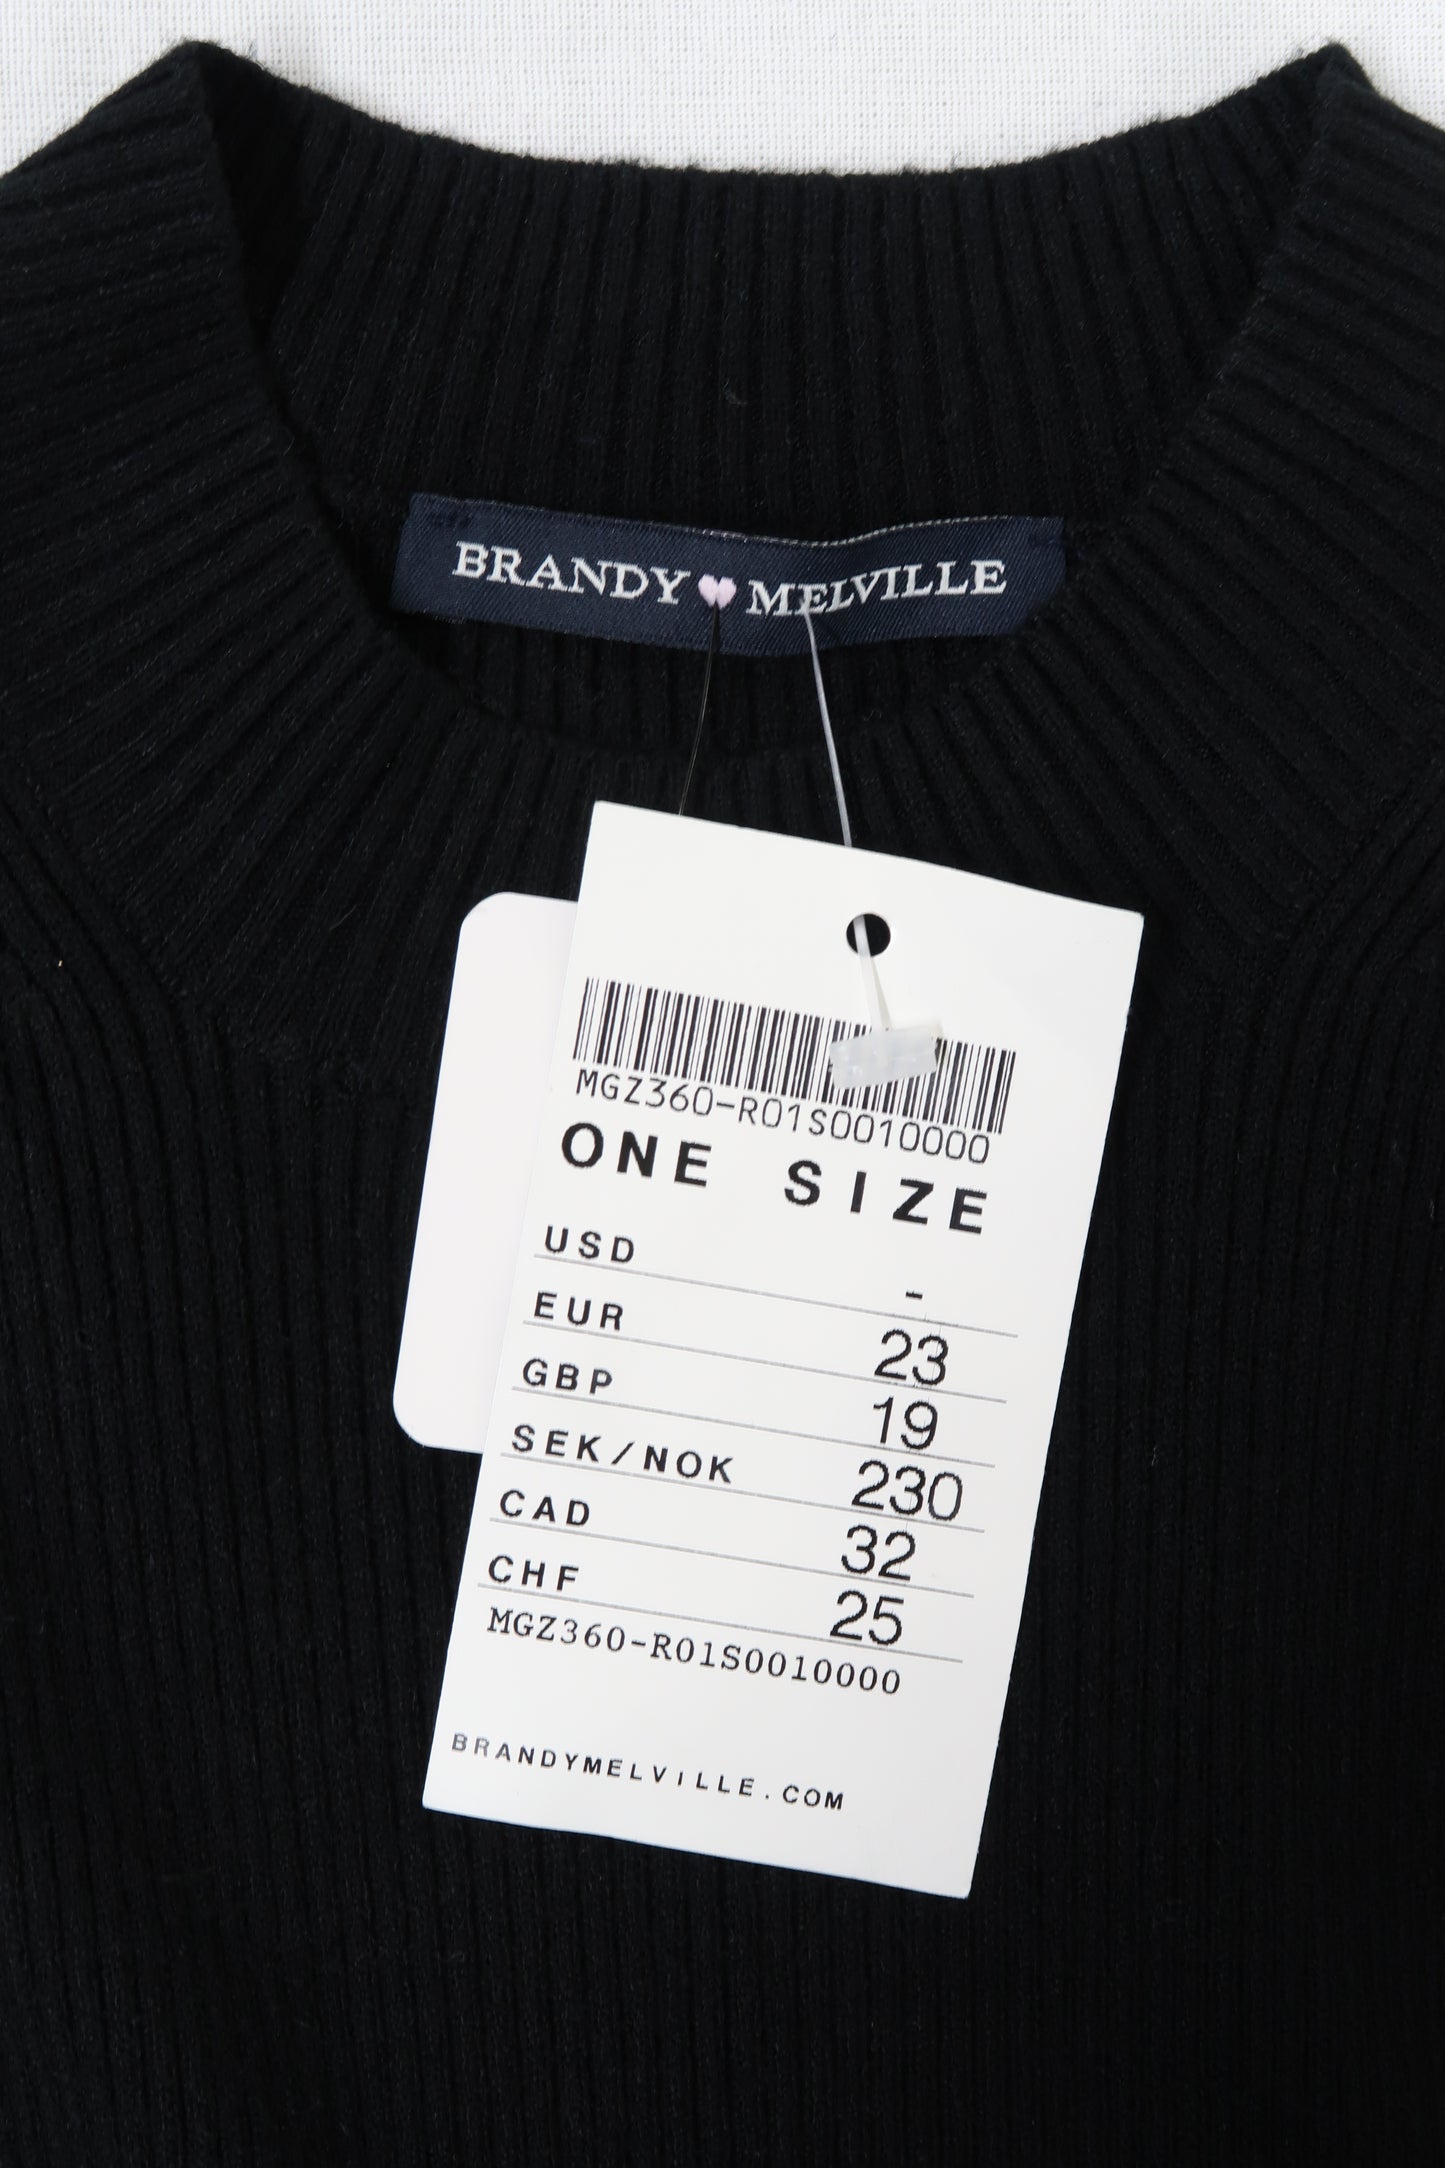 BRANDY MELVILLE
MGZ360-R01S0010000
ONE SIZE
USD -
EUR 23
GBP 19
SEK/NOK 230
CAD 32
CHF 25
MGZ360-R01S0010000
BRANDYMELVILLE.COM